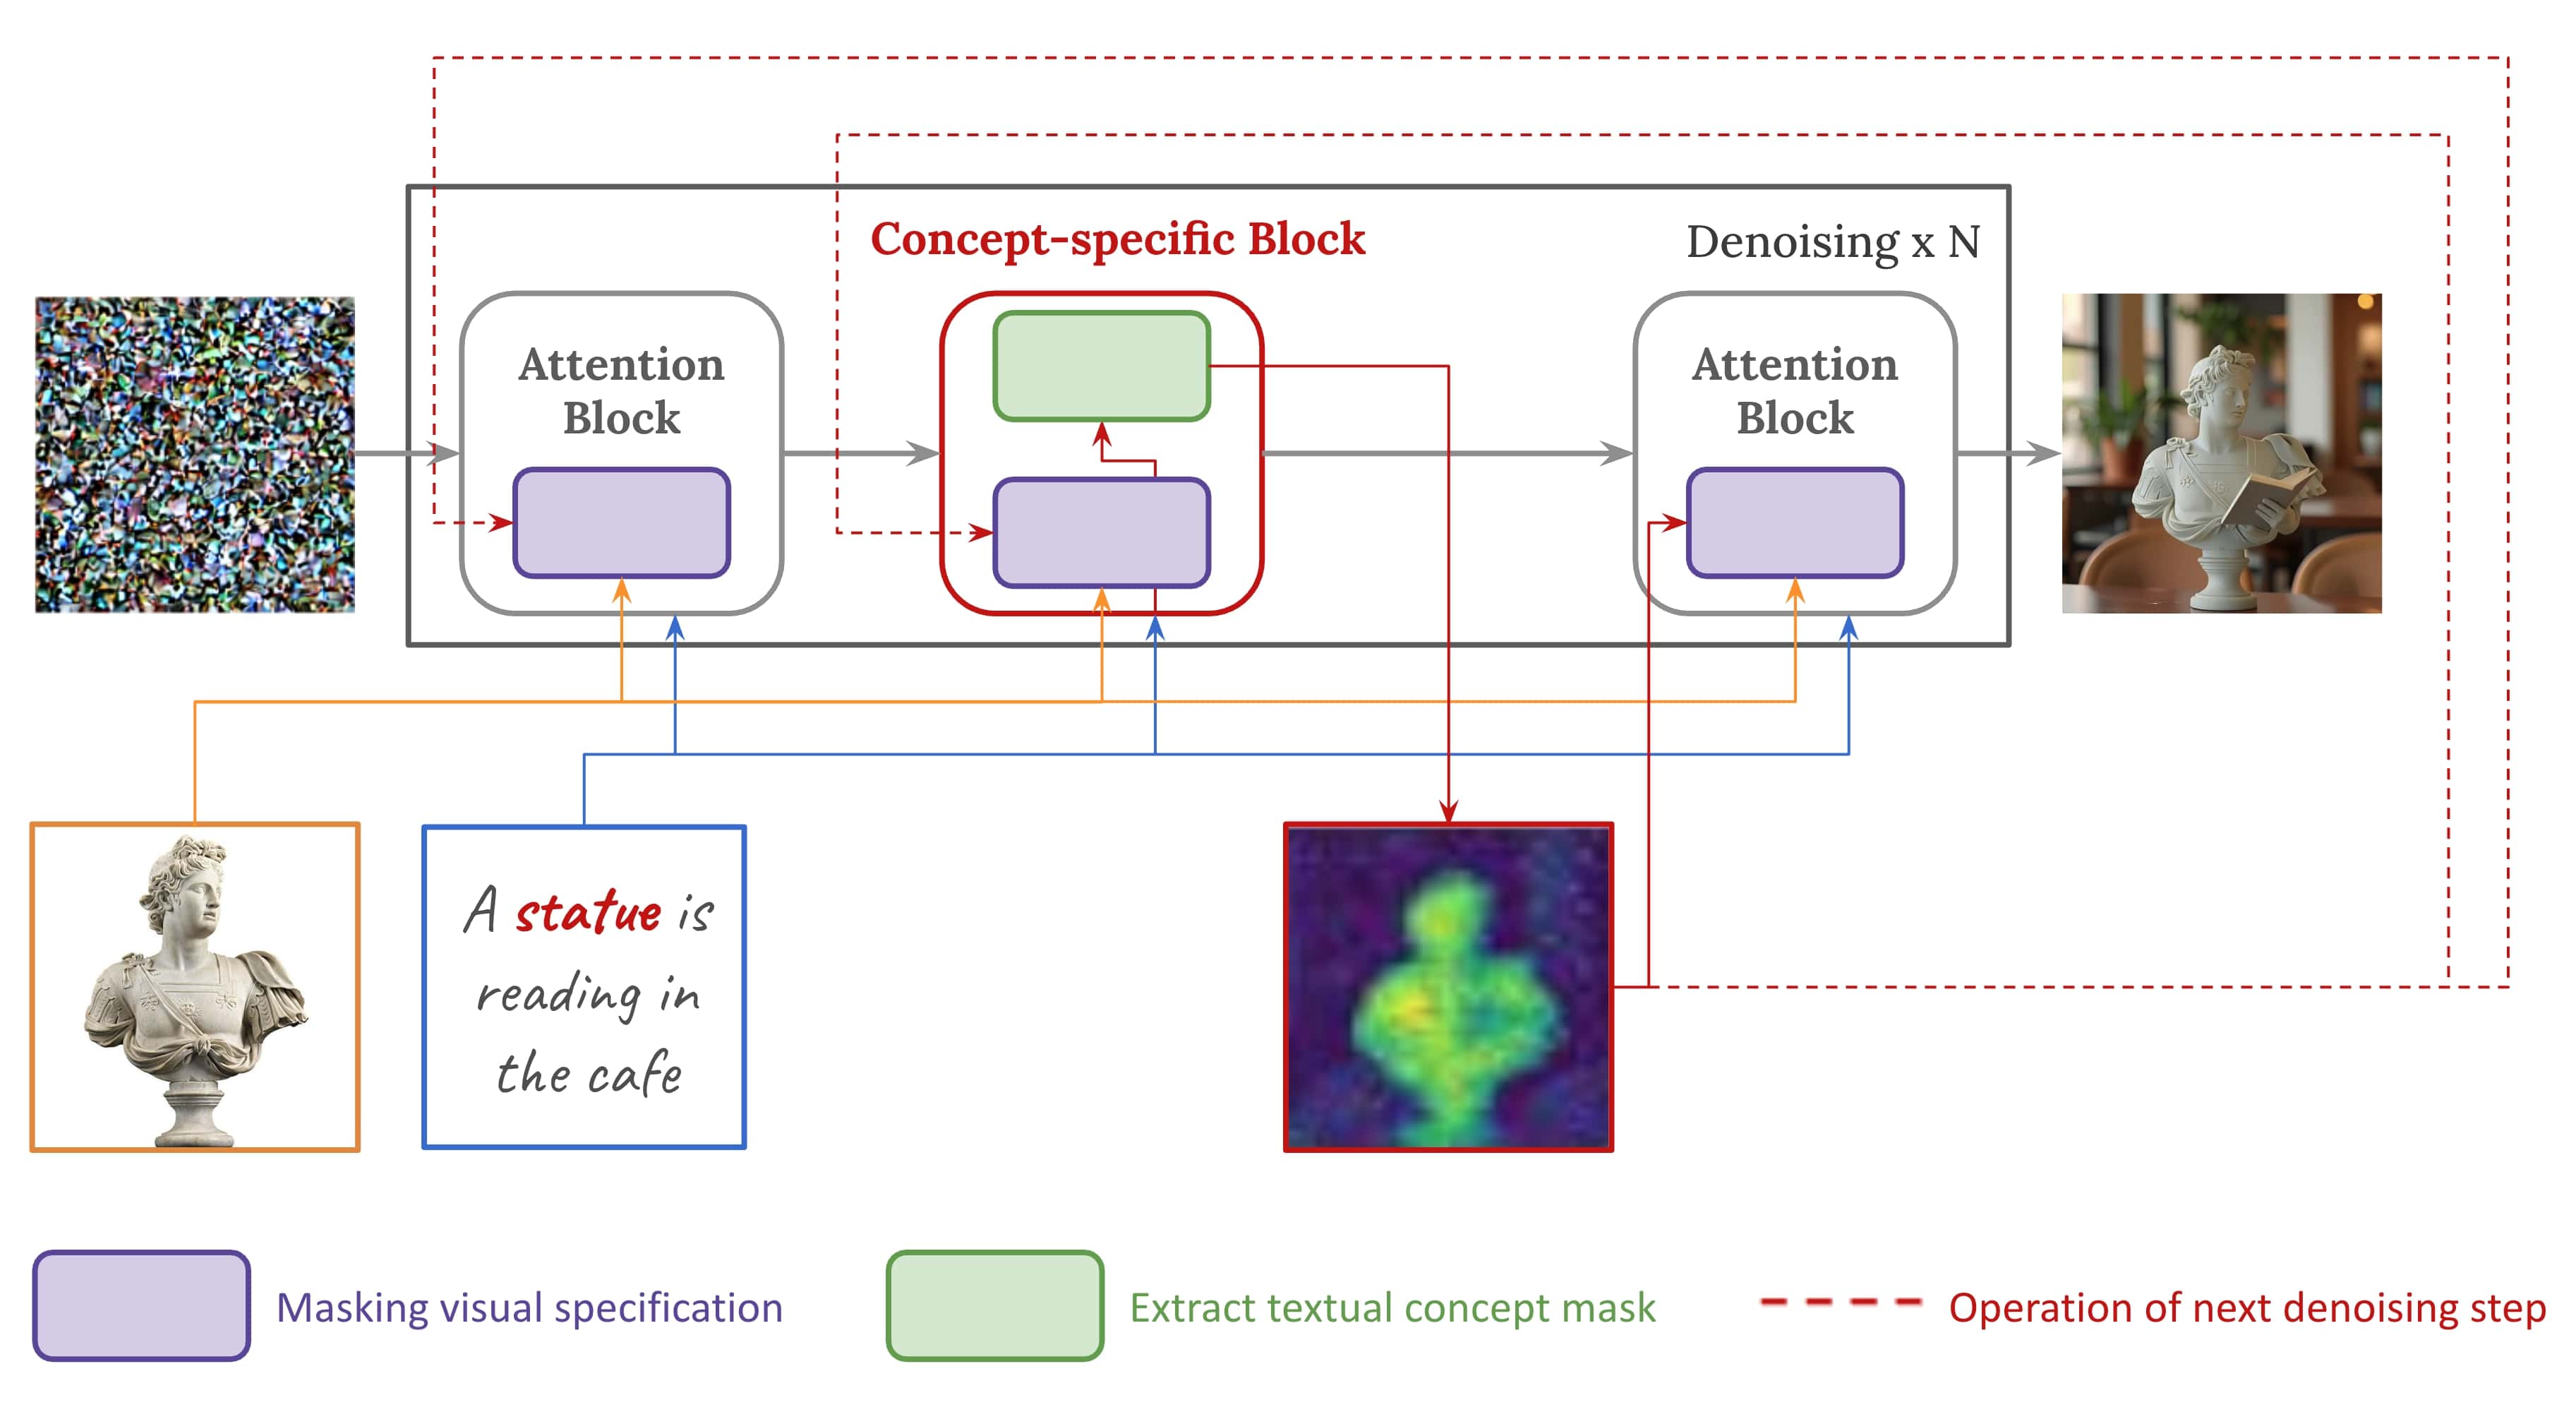 Concept-specific Block
Denoising x N
Attention
Block
Attention
Block
A statue is
reading in
the cafe
Masking visual specification
Extract textual concept mask
Operation of next denoising step